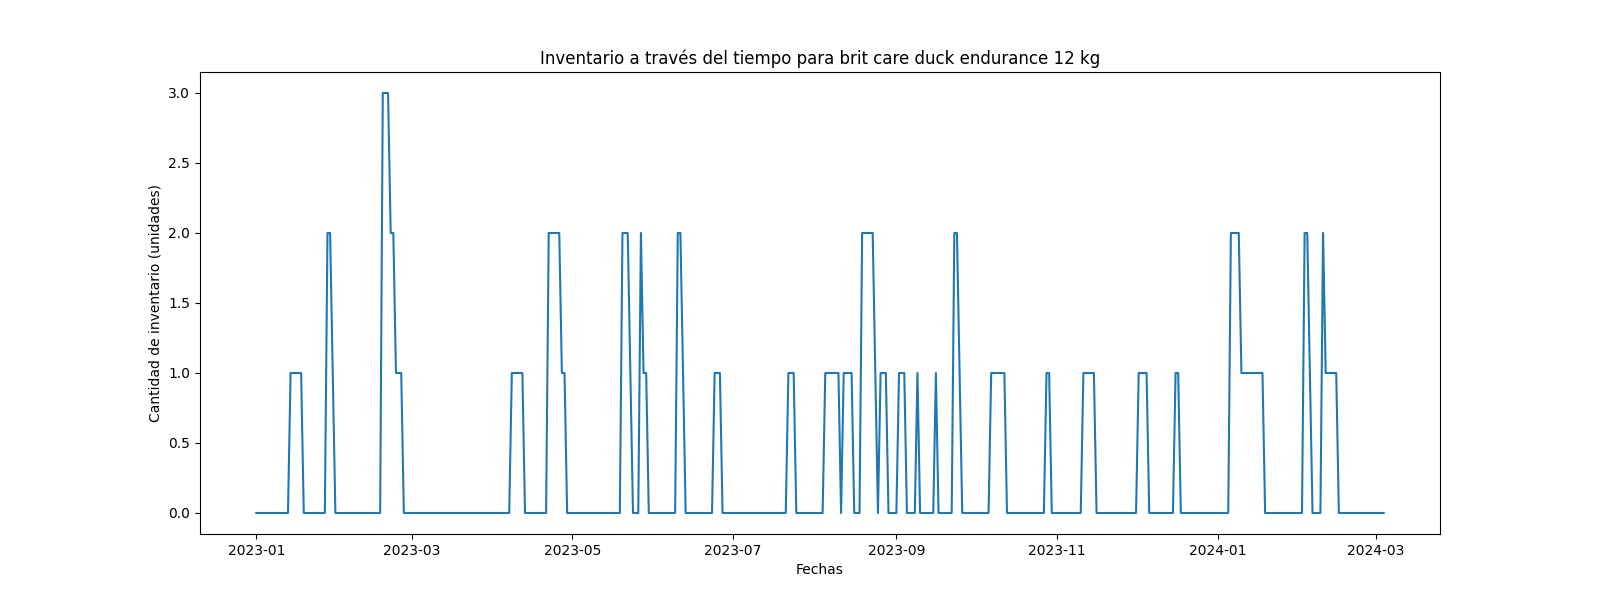 Inventario a través del tiempo para brit care duck endurance 12 kg
3.0
2.5
2.0
1.5
1.0
0.5
0.0
Cantidad de inventario (unidades)
2023-01 2023-03 2023-05 2023-07 2023-09 2023-11 2024-01 2024-03
Fechas